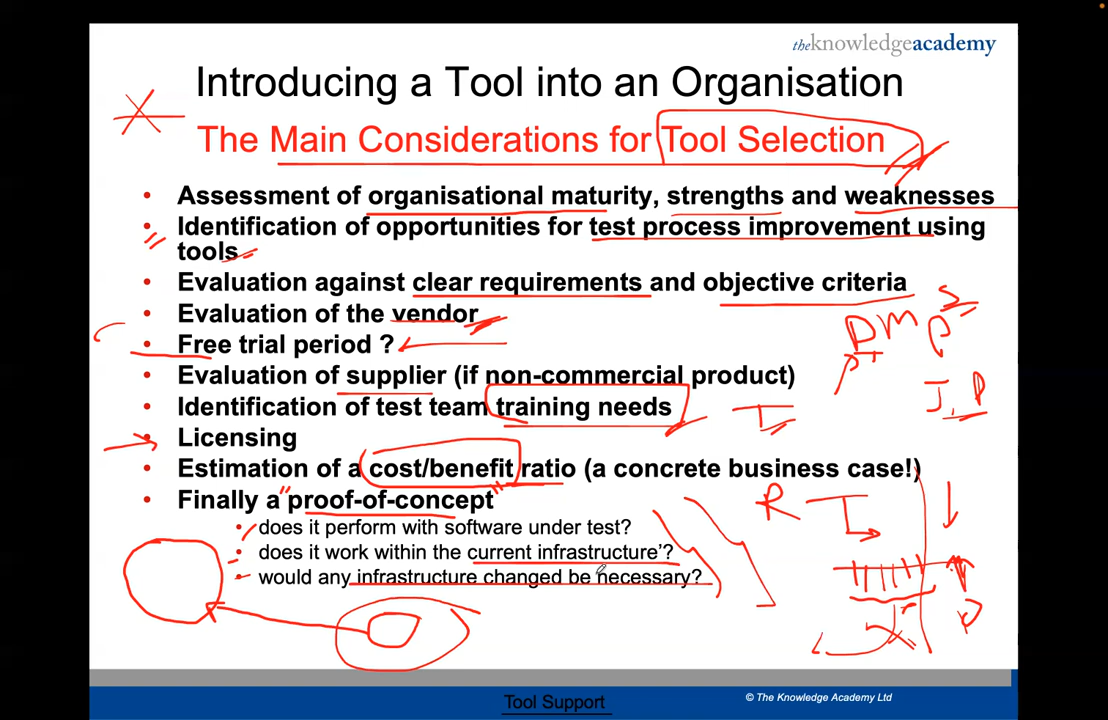 theknowledgeacademy
Introducing a Tool into an Organisation
The Main Considerations for Tool Selection
• Assessment of organisational maturity, strengths and weaknesses
• Identification of opportunities for test process improvement using
tools
• Evaluation against clear requirements and objective criteria
• Evaluation of the vendor
• Free trial period ?
• Evaluation of supplier (if non-commercial product)
• Identification of test team training needs
• Licensing
• Estimation of a cost/benefit ratio (a concrete business case!)
• Finally a "proof-of-concept"
• does it perform with software under test?
• does it work within the current infrastructure'?
• would any infrastructure changed be necessary?
Tool Support
© The Knowledge Academy Ltd